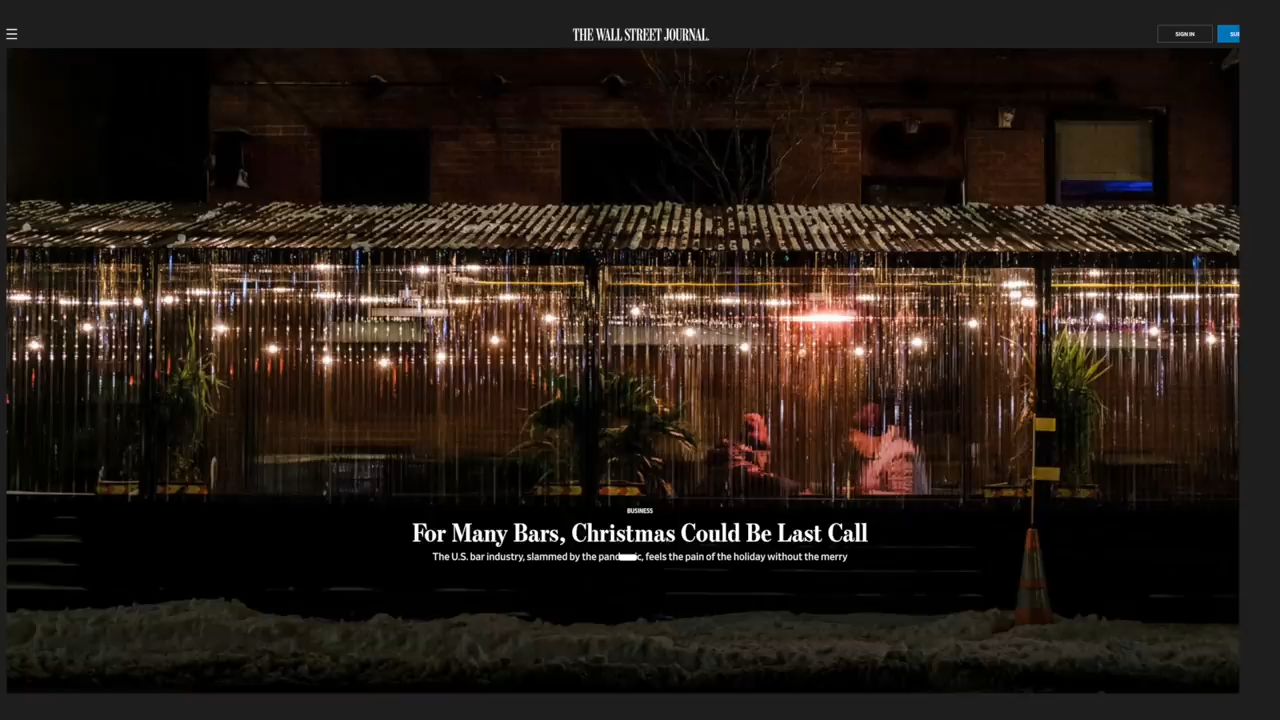 THE WALL STREET JOURNAL.
SIGN IN
BUSINESS
For Many Bars, Christmas Could Be Last Call
The U.S. bar industry, slammed by the , feels the pain of the holiday without the merry